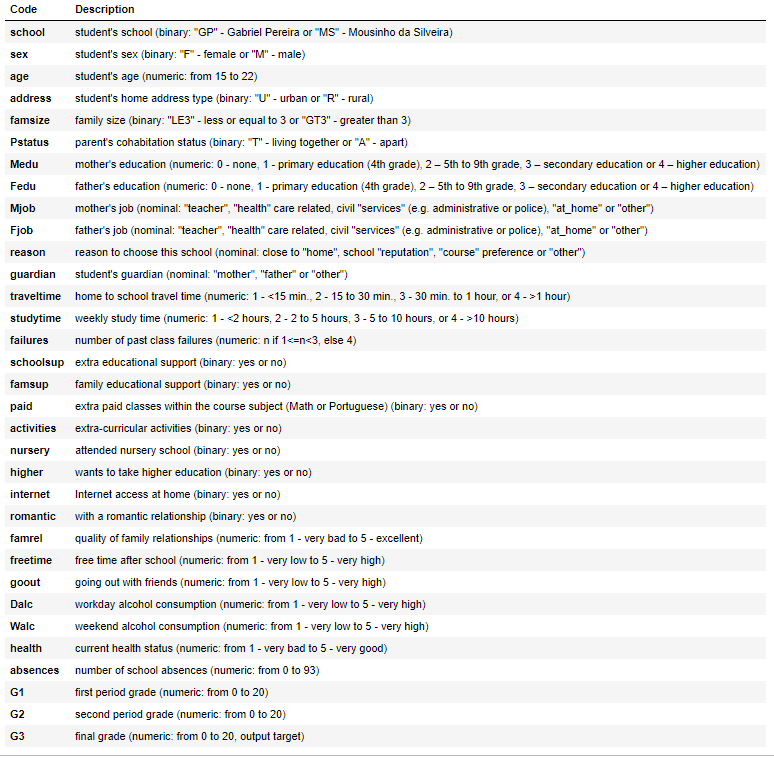 Code Description
school student's school (binary: "GP" - Gabriel Pereira or "MS" - Mousinho da Silveira)
sex student's sex (binary: "F" - female or "M" - male)
age student's age (numeric: from 15 to 22)
address student's home address type (binary: "U" - urban or "R" - rural)
famsize family size (binary: "LE3" - less or equal to 3 or "GT3" - greater than 3)
Pstatus parent's cohabitation status (binary: "T" - living together or "A" - apart)
Medu mother's education (numeric: 0 - none, 1 - primary education (4th grade), 2 – 5th to 9th grade, 3 – secondary education or 4 – higher education)
Fedu father's education (numeric: 0 - none, 1 - primary education (4th grade), 2 – 5th to 9th grade, 3 – secondary education or 4 – higher education)
Mjob mother's job (nominal: "teacher", "health" care related, civil "services" (e.g. administrative or police), "at_home" or "other")
Fjob father's job (nominal: "teacher", "health" care related, civil "services" (e.g. administrative or police), "at_home" or "other")
reason reason to choose this school (nominal: close to "home", school "reputation", "course" preference or "other")
guardian student's guardian (nominal: "mother", "father" or "other")
traveltime home to school travel time (numeric: 1 - <15 min., 2 - 15 to 30 min., 3 - 30 min. to 1 hour, or 4 - >1 hour)
studytime weekly study time (numeric: 1 - <2 hours, 2 - 2 to 5 hours, 3 - 5 to 10 hours, or 4 - >10 hours)
failures number of past class failures (numeric: n if 1<=n<3, else 4)
schoolsup extra educational support (binary: yes or no)
famsup family educational support (binary: yes or no)
paid extra paid classes within the course subject (Math or Portuguese) (binary: yes or no)
activities extra-curricular activities (binary: yes or no)
nursery attended nursery school (binary: yes or no)
higher wants to take higher education (binary: yes or no)
internet Internet access at home (binary: yes or no)
romantic with a romantic relationship (binary: yes or no)
famrel quality of family relationships (numeric: from 1 - very bad to 5 - excellent)
freetime free time after school (numeric: from 1 - very low to 5 - very high)
goout going out with friends (numeric: from 1 - very low to 5 - very high)
Dalc workday alcohol consumption (numeric: from 1 - very low to 5 - very high)
Walc weekend alcohol consumption (numeric: from 1 - very low to 5 - very high)
health current health status (numeric: from 1 - very bad to 5 - very good)
absences number of school absences (numeric: from 0 to 93)
G1 first period grade (numeric: from 0 to 20)
G2 second period grade (numeric: from 0 to 20)
G3 final grade (numeric: from 0 to 20, output target)